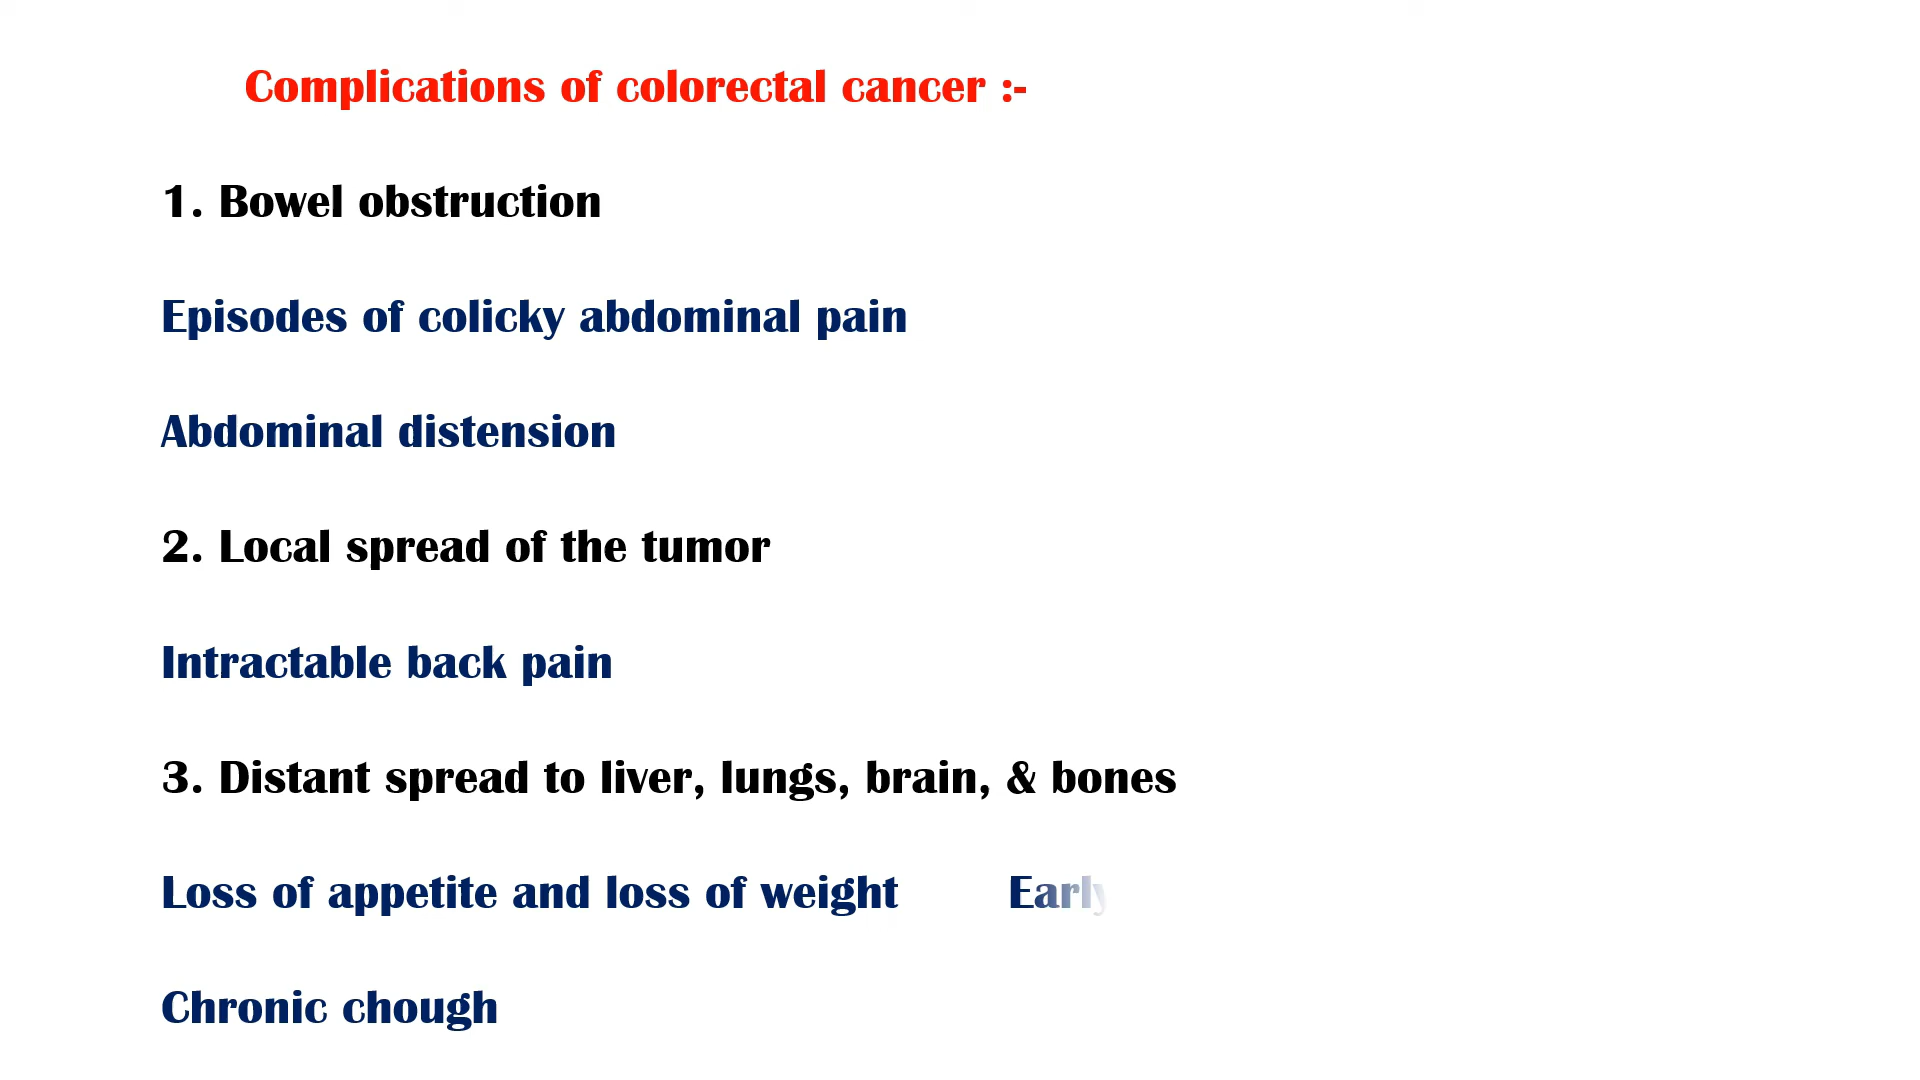 Complications of colorectal cancer :-
1. Bowel obstruction
Episodes of colicky abdominal pain
Abdominal distension
2. Local spread of the tumor
Intractable back pain
3. Distant spread to liver, lungs, brain, & bones
Loss of appetite and loss of weight Early
Chronic chough